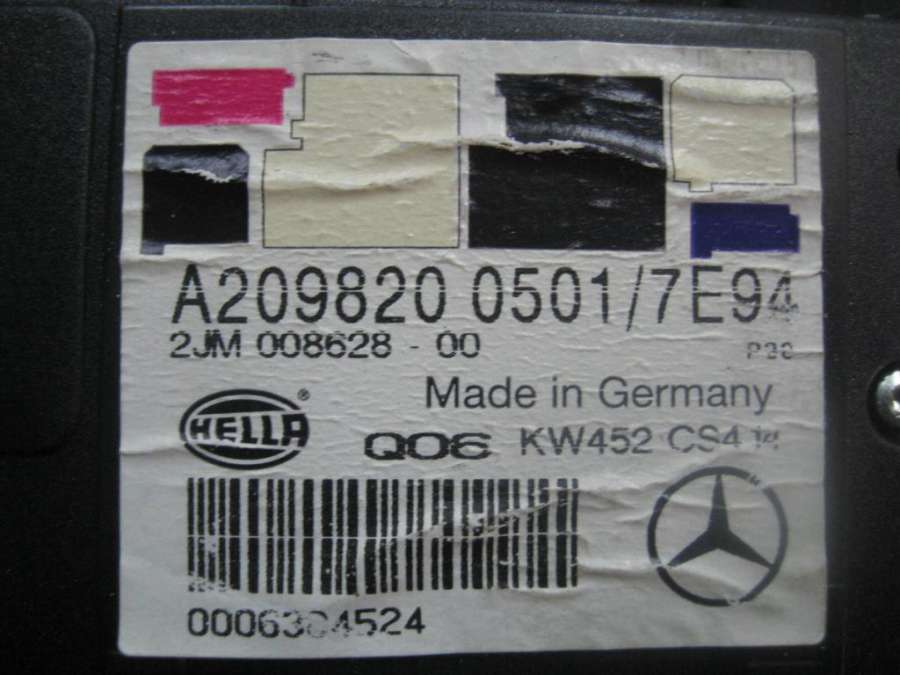 A209820 0501/7E94
2JM 008628 - 00
Made in Germany
HELLA ®
Q06 KW452 CS4